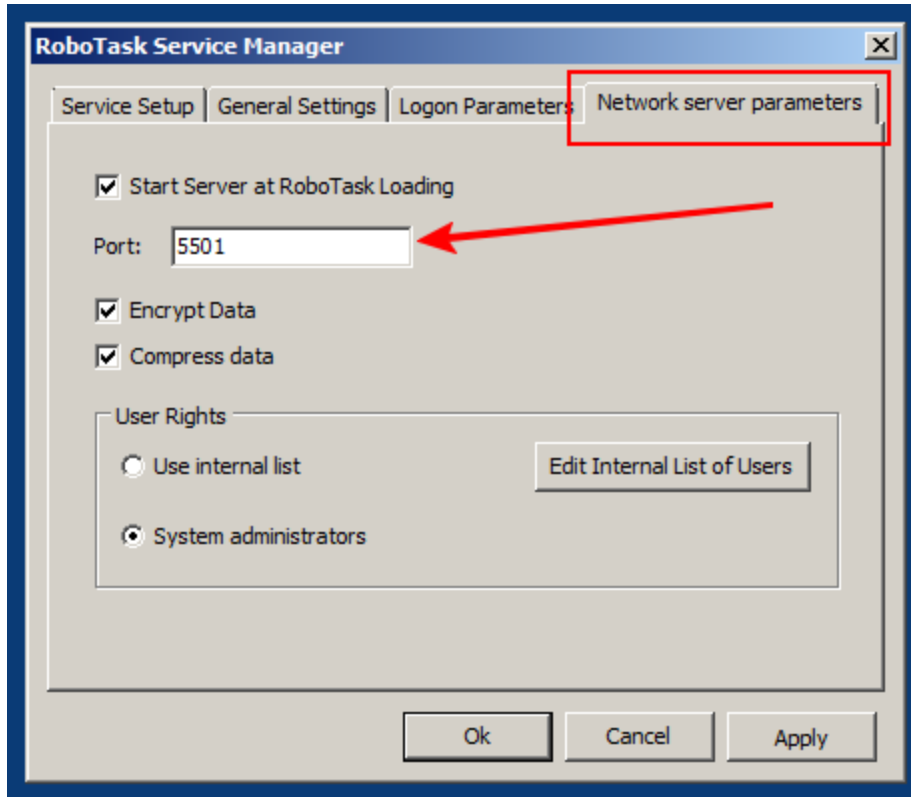 RoboTask Service Manager
Service Setup General Settings Logon Parameters Network server parameters
Start Server at RoboTask Loading
Port: 5501
Encrypt Data
Compress data
User Rights
Use internal list Edit Internal List of Users
System administrators
Ok Cancel Apply